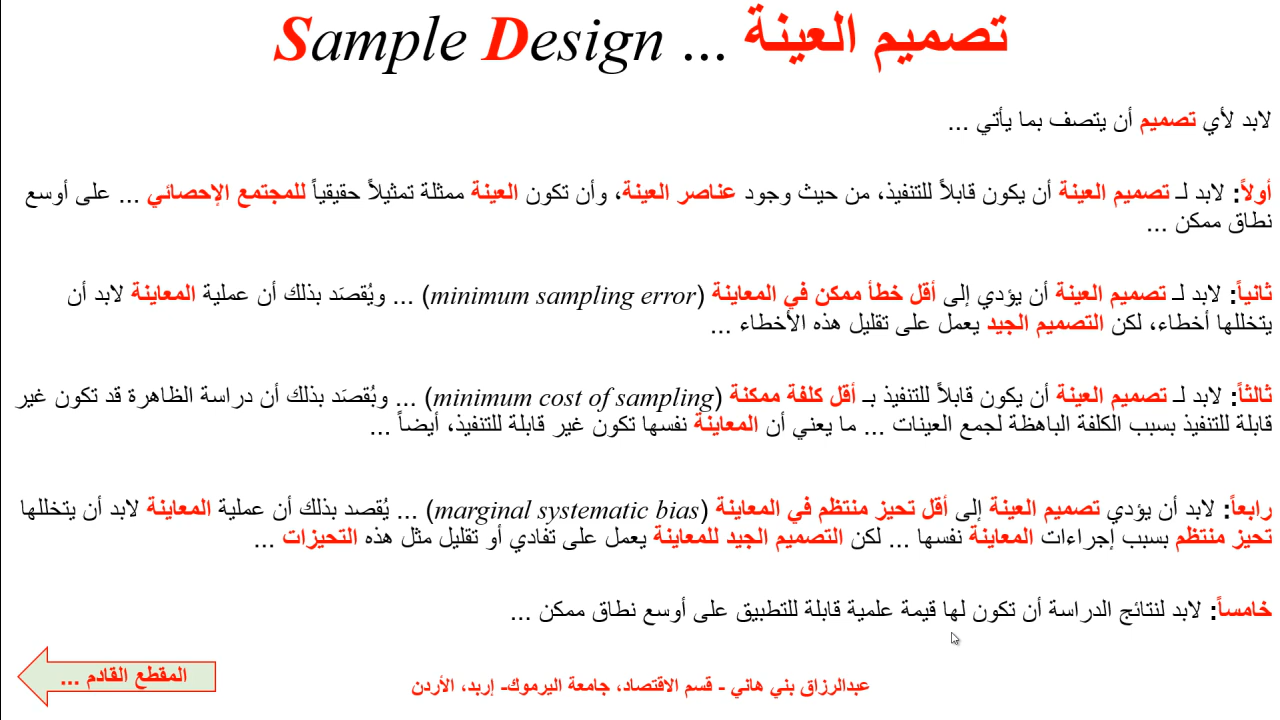 تصميم العينة ... Sample Design
لابد لأي تصميم أن يتصف بما يأتي ...
أولاً: لابد لـ تصميم العينة أن يكون قابلاً للتنفيذ، من حيث وجود عناصر العينة، وأن تكون العينة ممثلة تمثيلاً حقيقياً للمجتمع الإحصائي ... على أوسع
نطاق ممكن ...
ثانياً: لابد لـ تصميم العينة أن يؤدي إلى أقل خطأ ممكن في المعاينة (minimum sampling error) ... ويُقصَد بذلك أن عملية المعاينة لابد أن
يتخللها أخطاء، لكن التصميم الجيد يعمل على تقليل هذه الأخطاء ...
ثالثاً: لابد لـ تصميم العينة أن يكون قابلاً للتنفيذ بـ أقل كلفة ممكنة (minimum cost of sampling) ... ويُقصَد بذلك أن دراسة الظاهرة قد تكون غير
قابلة للتنفيذ بسبب الكلفة الباهظة لجمع العينات ... ما يعني أن المعاينة نفسها تكون غير قابلة للتنفيذ، أيضاً ...
رابعاً: لابد أن يؤدي تصميم العينة إلى أقل تحيز منتظم في المعاينة (marginal systematic bias) ... يُقصد بذلك أن عملية المعاينة لابد أن يتخللها
تحيز منتظم بسبب إجراءات المعاينة نفسها ... لكن التصميم الجيد للمعاينة يعمل على تفادي أو تقليل مثل هذه التحيزات ...
خامساً: لابد لنتائج الدراسة أن تكون لها قيمة علمية قابلة للتطبيق على أوسع نطاق ممكن ...
المقطع القادم ...
عبدالرزاق بني هاني - قسم الاقتصاد، جامعة اليرموك- إربد، الأردن